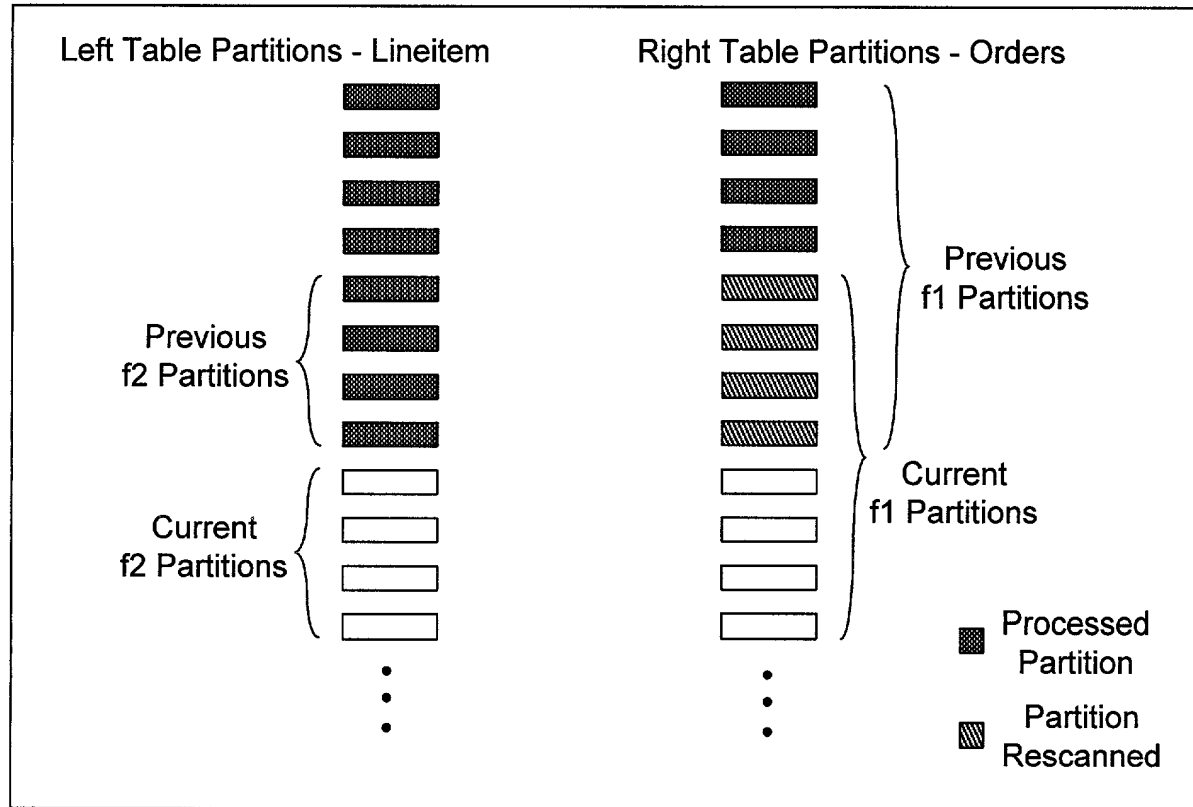 Left Table Partitions - Lineitem
Right Table Partitions - Orders
Previous
f1 Partitions
Previous
f2 Partitions
Current
f1 Partitions
Current
f2 Partitions
Processed
Partition
Partition
Rescanned